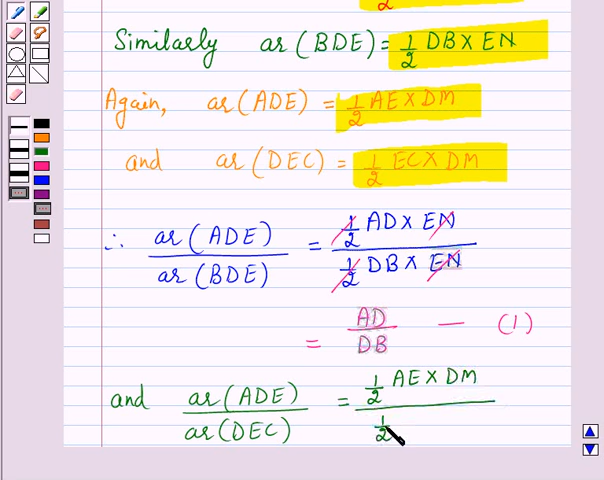 2
Similarly ar(BDE) = 1/2 DB × EN
Again, ar(ADE) = 1/2 AE × DM
and ar(DEC) = 1/2 EC × DM
∴ ar(ADE)/ar(BDE) = 1/2 AD × EN / 1/2 DB × EN
= AD/DB — (1)
and ar(ADE)/ar(DEC) = 1/2 AE × DM / 1/2